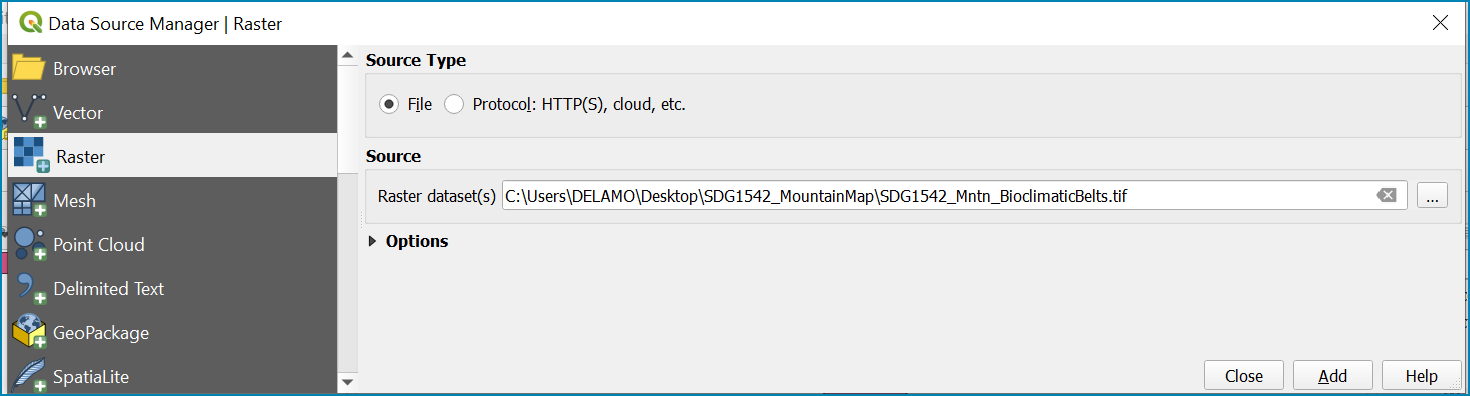 Data Source Manager | Raster
Browser
Vector
Raster
Mesh
Point Cloud
Delimited Text
GeoPackage
SpatiaLite
Source Type
File
Protocol: HTTP(S), cloud, etc.
Source
Raster dataset(s) C:\Users\DELAMO\Desktop\SDG1542_MountainMap\SDG1542_Mntn_BioclimaticBelts.tif ...
Options
Close Add Help